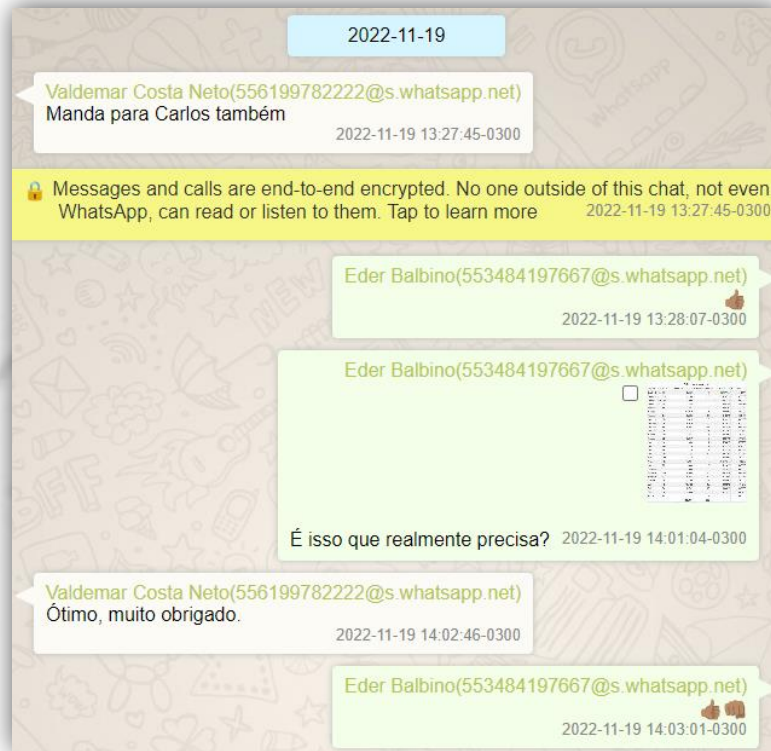 2022-11-19
Valdemar Costa Neto(556199782222@s.whatsapp.net)
Manda para Carlos também
2022-11-19 13:27:45-0300
🔒 Messages and calls are end-to-end encrypted. No one outside of this chat, not even
WhatsApp, can read or listen to them. Tap to learn more 2022-11-19 13:27:45-0300
Eder Balbino(553484197667@s.whatsapp.net)
👍🏽
2022-11-19 13:28:07-0300
Eder Balbino(553484197667@s.whatsapp.net)
É isso que realmente precisa? 2022-11-19 14:01:04-0300
Valdemar Costa Neto(556199782222@s.whatsapp.net)
Ótimo, muito obrigado.
2022-11-19 14:02:46-0300
Eder Balbino(553484197667@s.whatsapp.net)
👍🏽👊🏽
2022-11-19 14:03:01-0300